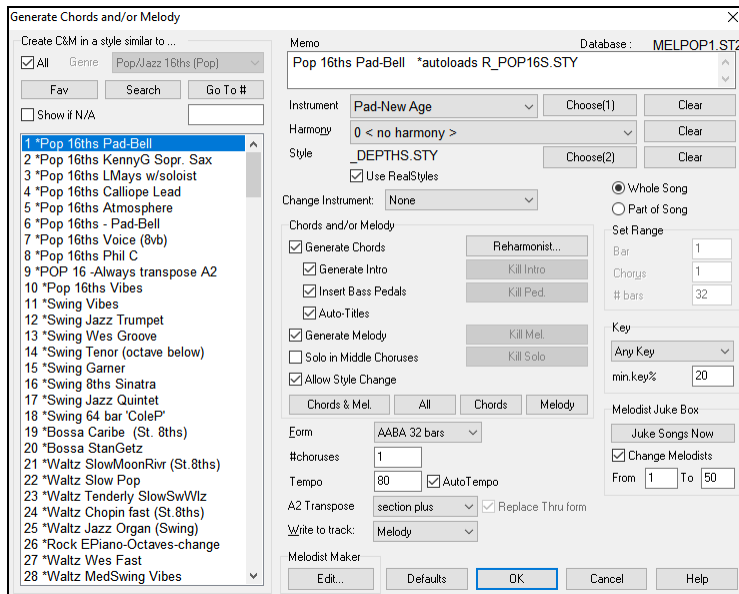 Generate Chords and/or Melody
Create C&M in a style similar to ...
All Genre Pop/Jazz 16ths (Pop)
Fav Search Go To #
Show if N/A
1 *Pop 16ths Pad-Bell
2 *Pop 16ths KennyG Sopr. Sax
3 *Pop 16ths LMays w/soloist
4 *Pop 16ths Calliope Lead
5 *Pop 16ths Atmosphere
6 *Pop 16ths - Pad-Bell
7 *Pop 16ths Voice (8vb)
8 *Pop 16ths Phil C
9 *POP 16 -Always transpose A2
10 *Pop 16ths Vibes
11 *Swing Vibes
12 *Swing Jazz Trumpet
13 *Swing Wes Groove
14 *Swing Tenor (octave below)
15 *Swing Garner
16 *Swing 8ths Sinatra
17 *Swing Jazz Quintet
18 *Swing 64 bar 'ColeP'
19 *Bossa Caribe (St. 8ths)
20 *Bossa StanGetz
21 *Waltz SlowMoonRivr (St.8ths)
22 *Waltz Slow Pop
23 *Waltz Tenderly SlowSwWlz
24 *Waltz Chopin fast (St.8ths)
25 *Waltz Jazz Organ (Swing)
26 *Rock EPiano-Octaves-change
27 *Waltz Wes Fast
28 *Waltz MedSwing Vibes
Memo Database : MELPOP1.ST2
Pop 16ths Pad-Bell *autoloads R_POP16S.STY
Instrument Pad-New Age Choose(1) Clear
Harmony 0 < no harmony > Clear
Style _DEPTHS.STY Choose(2) Clear
Use RealStyles
Change Instrument: None
Whole Song
Part of Song
Chords and/or Melody
Generate Chords Reharmonist...
Generate Intro Kill Intro
Insert Bass Pedals Kill Ped.
Auto-Titles
Generate Melody Kill Mel.
Solo in Middle Choruses Kill Solo
Allow Style Change
Chords & Mel. All Chords Melody
Form AABA 32 bars
#choruses 1
Tempo 80 AutoTempo
A2 Transpose section plus Replace Thru form
Write to track: Melody
Set Range
Bar 1
Chorus 1
# bars 32
Key
Any Key
min.key% 20
Melodist Juke Box
Juke Songs Now
Change Melodists
From 1 To 50
Melodist Maker
Edit... Defaults OK Cancel Help